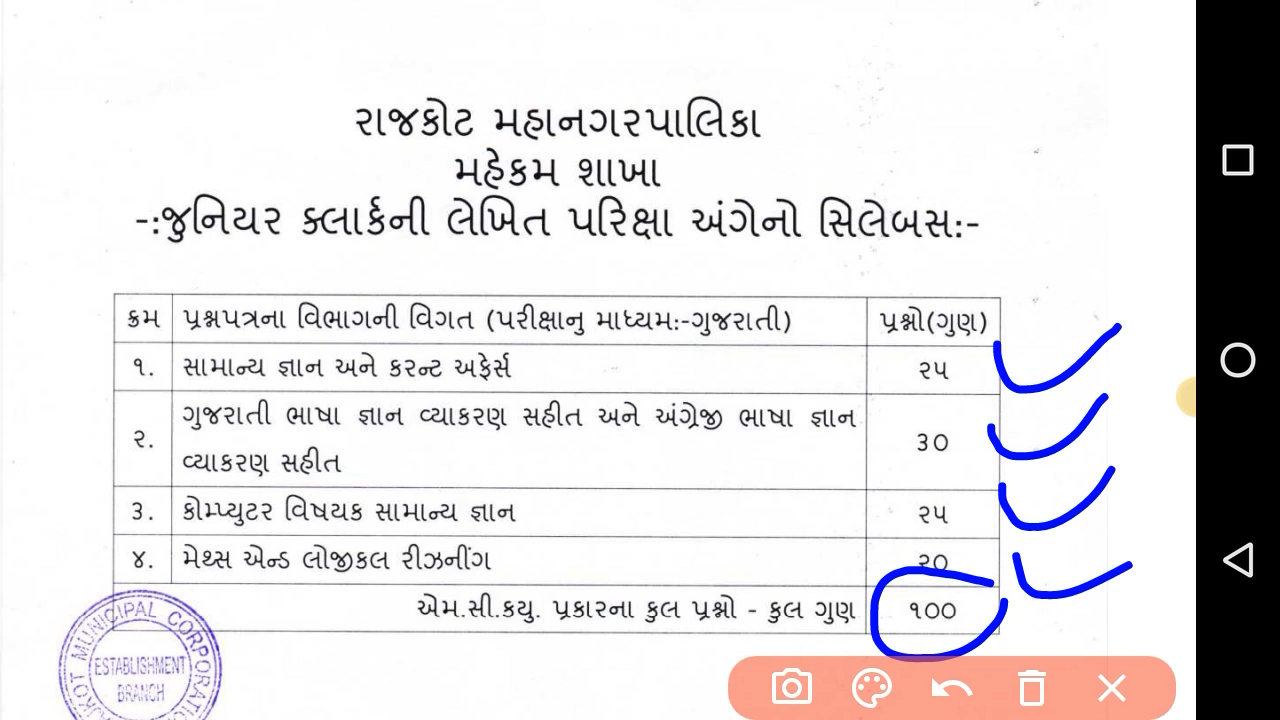 રાજકોટ મહાનગરપાલિકા
મહેકમ શાખા
-:જુનિયર ક્લાર્કની લેખિત પરિક્ષા અંગેનો સિલેબસ:-
ક્રમ પ્રશ્નપત્રના વિભાગની વિગત (પરીક્ષાનુ માધ્યમ:-ગુજરાતી) પ્રશ્નો(ગુણ)
૧. સામાન્ય જ્ઞાન અને કરન્ટ અફેર્સ ૨૫
૨. ગુજરાતી ભાષા જ્ઞાન વ્યાકરણ સહીત અને અંગ્રેજી ભાષા જ્ઞાન
વ્યાકરણ સહીત ૩૦
૩. કોમ્પ્યુટર વિષયક સામાન્ય જ્ઞાન ૨૫
૪. મેથ્સ એન્ડ લોજીકલ રીઝનીંગ ૨૦
એમ.સી.કયુ. પ્રકારના કુલ પ્રશ્નો - કુલ ગુણ ૧૦૦
MUNICIPAL CORPORATION
ESTABLISHMENT
BRANCH